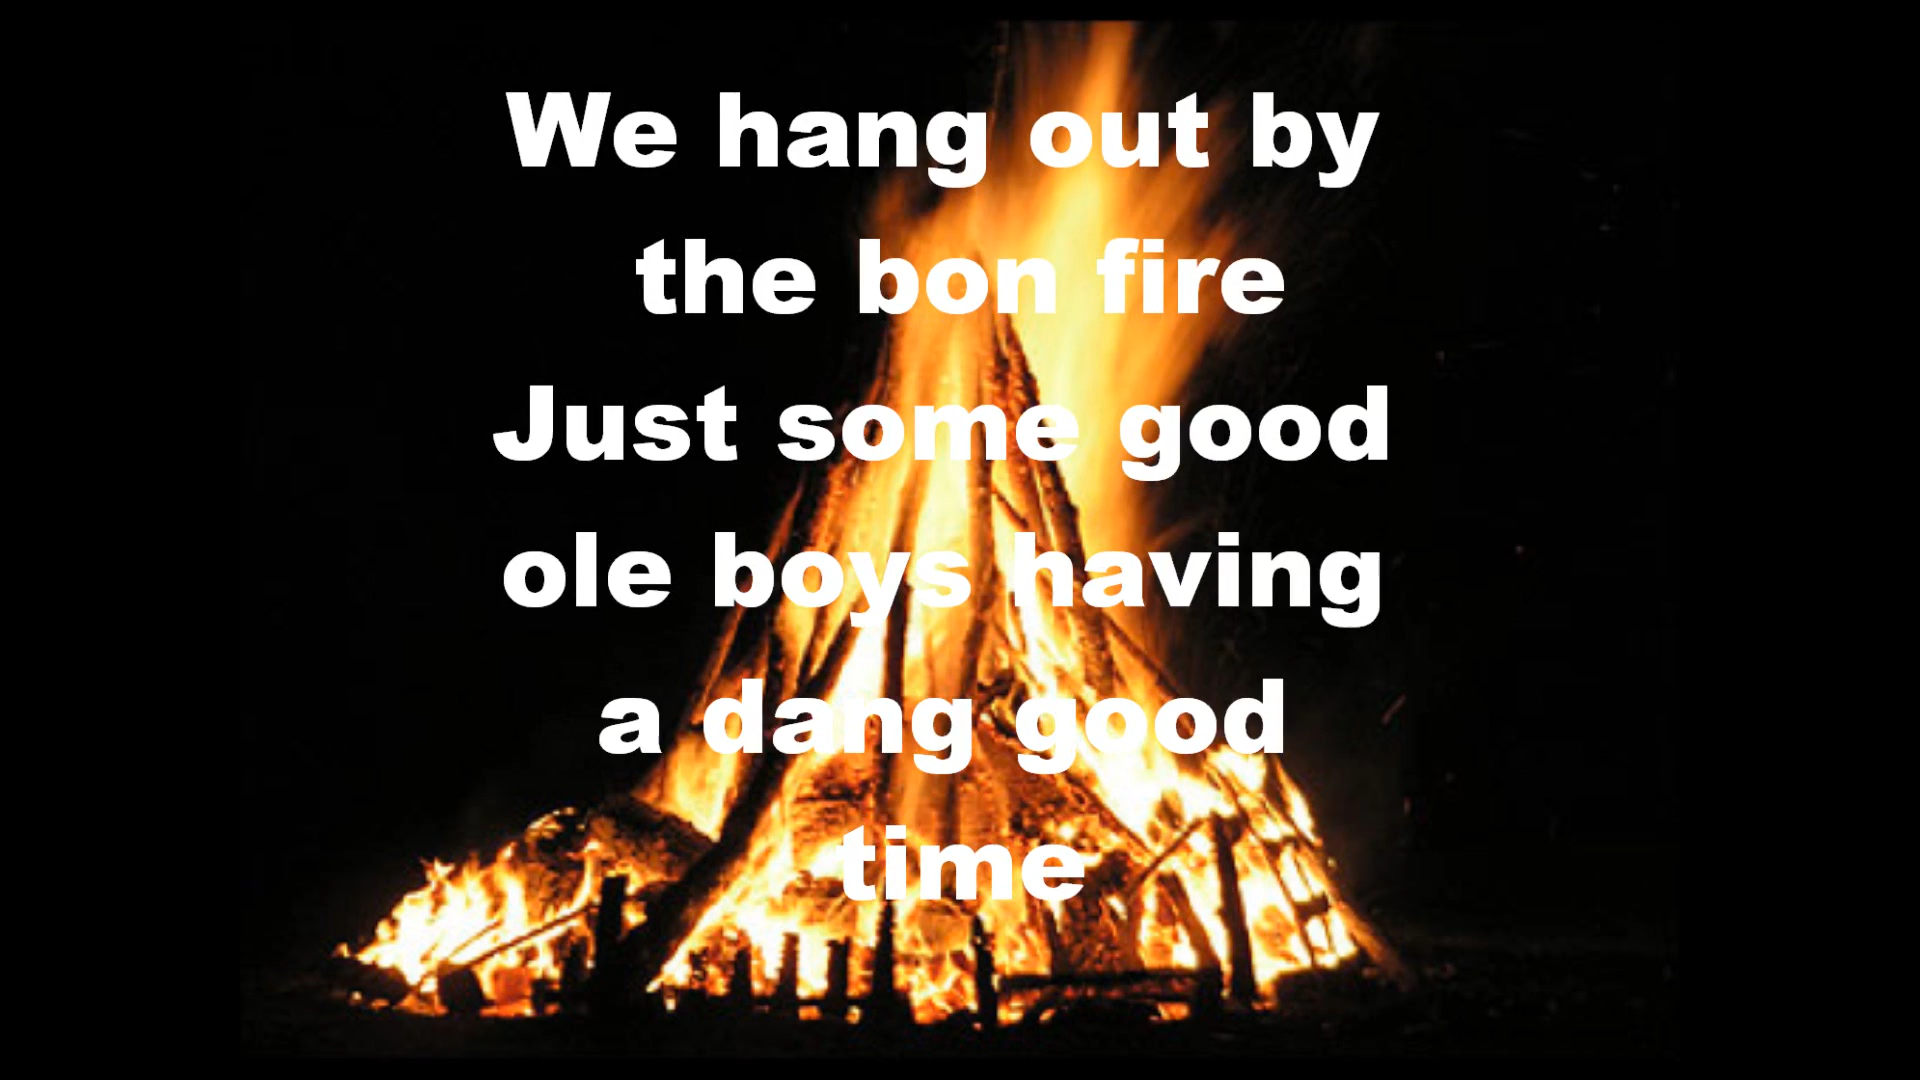 We hang out by
the bon fire
Just some good
ole boys having
a dang good
time